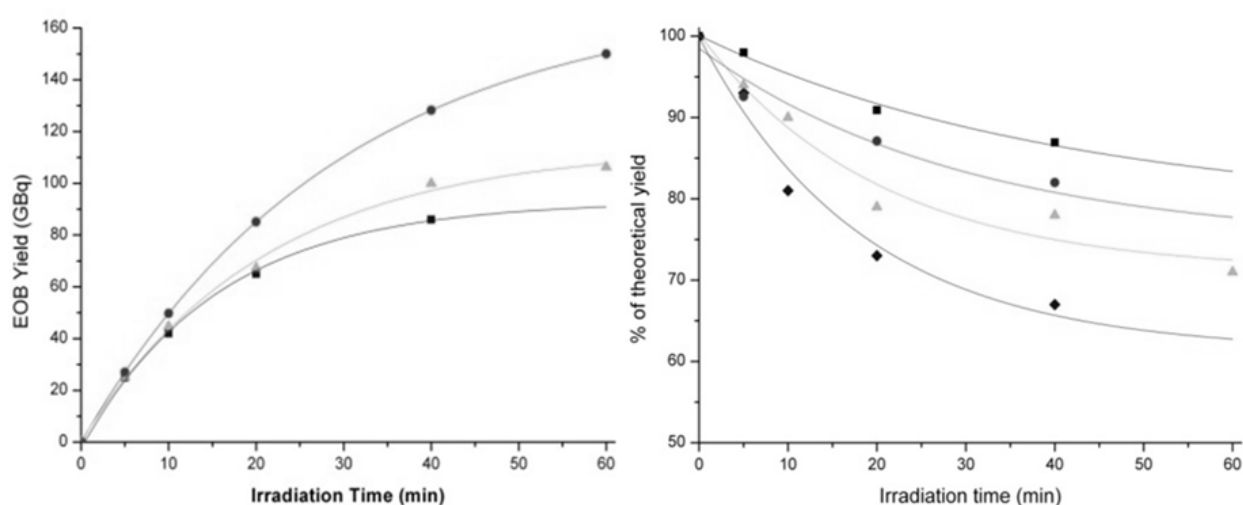 160
140
120
100
80
60
40
20
0
EOB Yield (GBq)
0 10 20 30 40 50 60
Irradiation Time (min)
100
90
80
70
60
50
% of theoretical yield
0 10 20 30 40 50 60
Irradiation time (min)